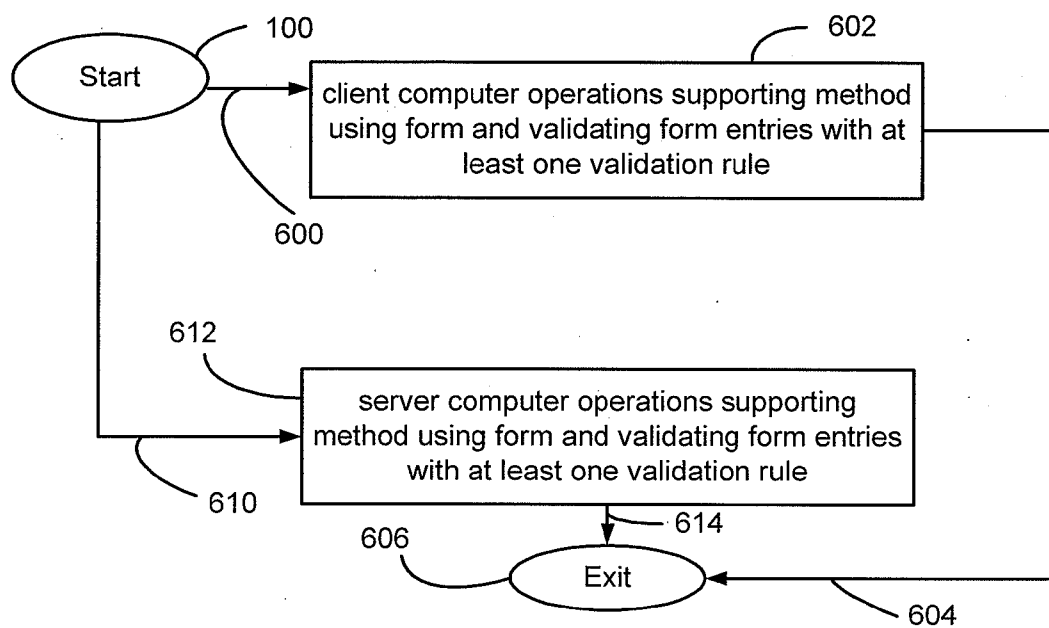 100
Start
602
client computer operations supporting method
using form and validating form entries with at
least one validation rule
600
612
server computer operations supporting
method using form and validating form entries
with at least one validation rule
610
614
606
Exit
604